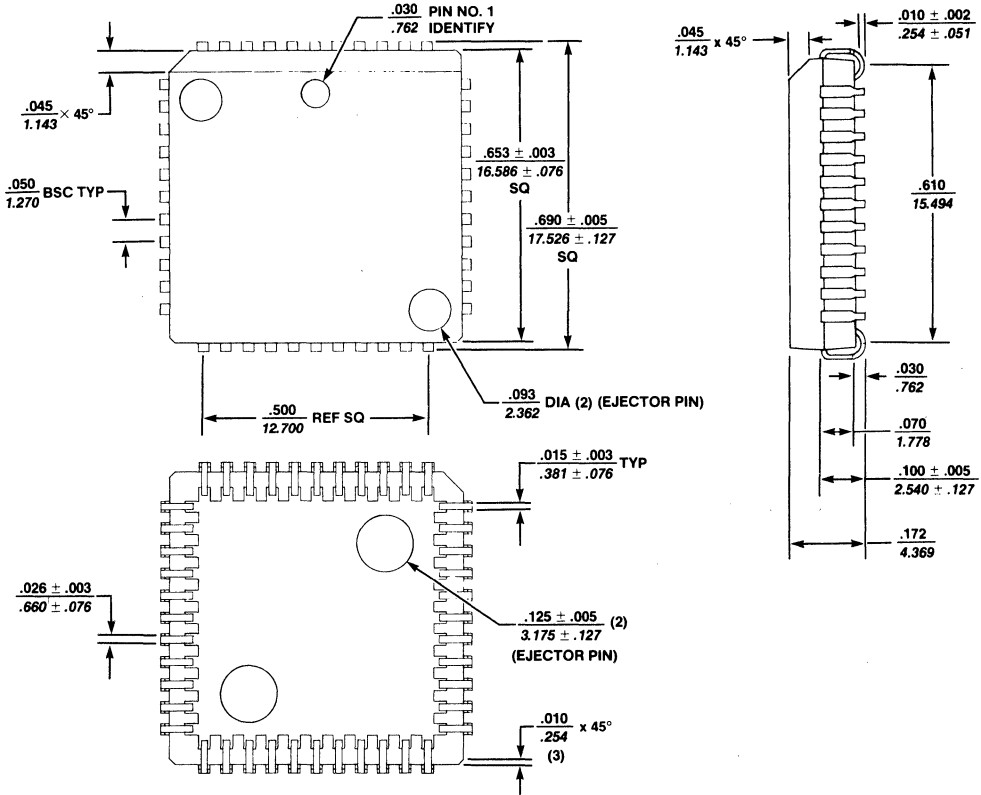 .030 PIN NO. 1
.762 IDENTIFY
.045 x 45°
1.143
.010 ± .002
.254 ± .051
.045 × 45°
1.143
.653 ± .003
16.586 ± .076
SQ
.610
15.494
.050 BSC TYP
1.270
.690 ± .005
17.526 ± .127
SQ
.030
.762
.093 DIA (2) (EJECTOR PIN)
2.362
.500 REF SQ
12.700
.070
1.778
.015 ± .003 TYP
.381 ± .076
.100 ± .005
2.540 ± .127
.172
4.369
.026 ± .003
.660 ± .076
.125 ± .005 (2)
3.175 ± .127
(EJECTOR PIN)
.010 x 45°
.254
(3)